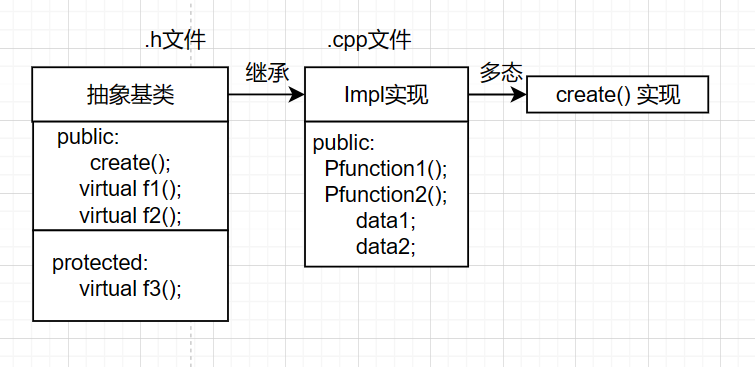 .h文件
.cpp文件
继承
多态
抽象基类
Impl实现
create() 实现
public:
create();
virtual f1();
virtual f2();
protected:
virtual f3();
public:
Pfunction1();
Pfunction2();
data1;
data2;